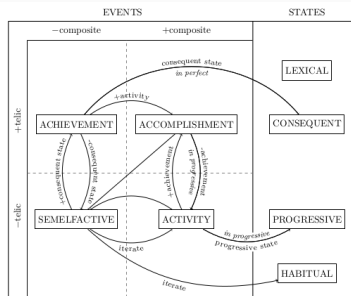 EVENTS
STATES
−composite
+composite
LEXICAL
consequent state
in perfect
+activity
+telic
ACHIEVEMENT
ACCOMPLISHMENT
CONSEQUENT
+consequent state
-consequent state
+achievement
in progressive
-achievement
−telic
SEMELFACTIVE
ACTIVITY
PROGRESSIVE
in progressive
progressive state
iterate
HABITUAL
iterate